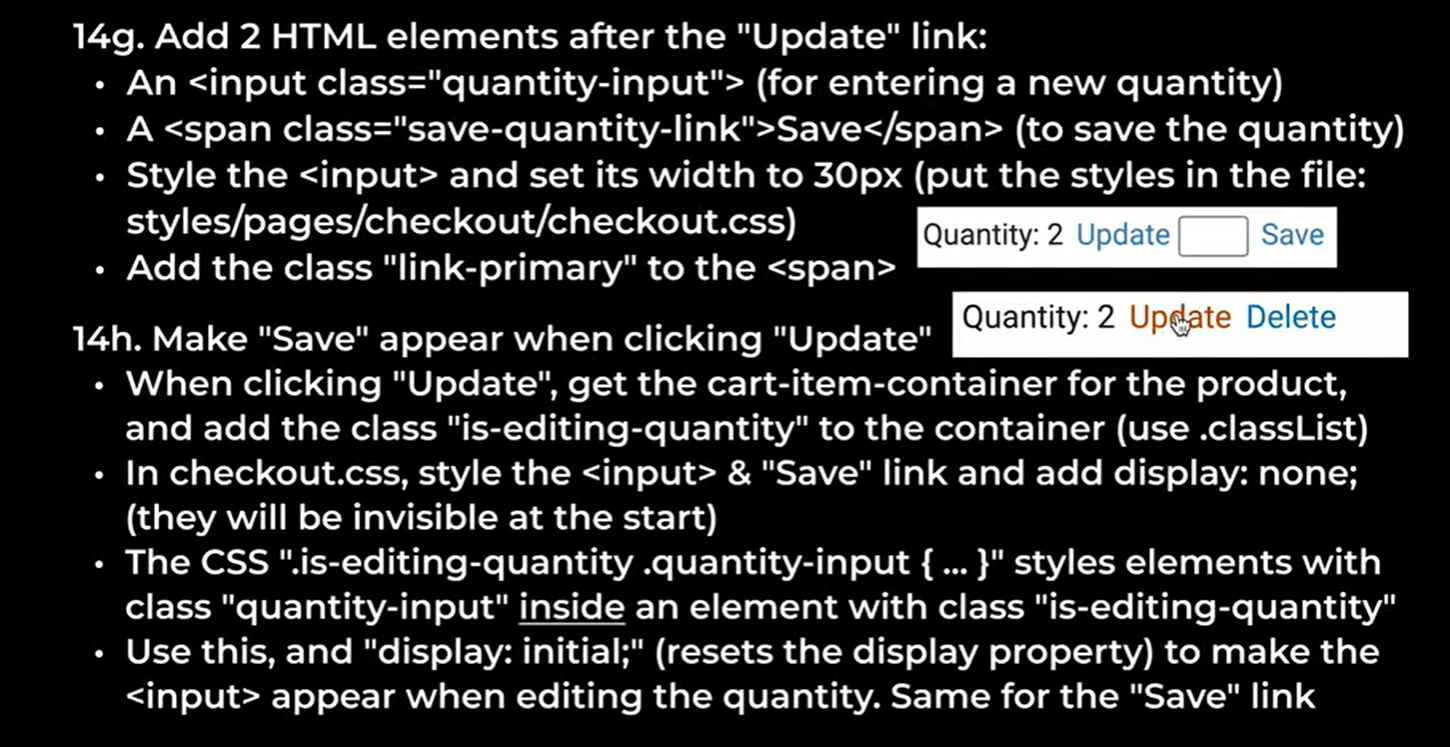 14g. Add 2 HTML elements after the "Update" link:
• An <input class="quantity-input"> (for entering a new quantity)
• A <span class="save-quantity-link">Save</span> (to save the quantity)
• Style the <input> and set its width to 30px (put the styles in the file:
styles/pages/checkout/checkout.css)
Quantity: 2 Update Save
• Add the class "link-primary" to the <span>
Quantity: 2 Update Delete
14h. Make "Save" appear when clicking "Update"
• When clicking "Update", get the cart-item-container for the product,
and add the class "is-editing-quantity" to the container (use .classList)
• In checkout.css, style the <input> & "Save" link and add display: none;
(they will be invisible at the start)
• The CSS ".is-editing-quantity .quantity-input { ... }" styles elements with
class "quantity-input" inside an element with class "is-editing-quantity"
• Use this, and "display: initial;" (resets the display property) to make the
<input> appear when editing the quantity. Same for the "Save" link